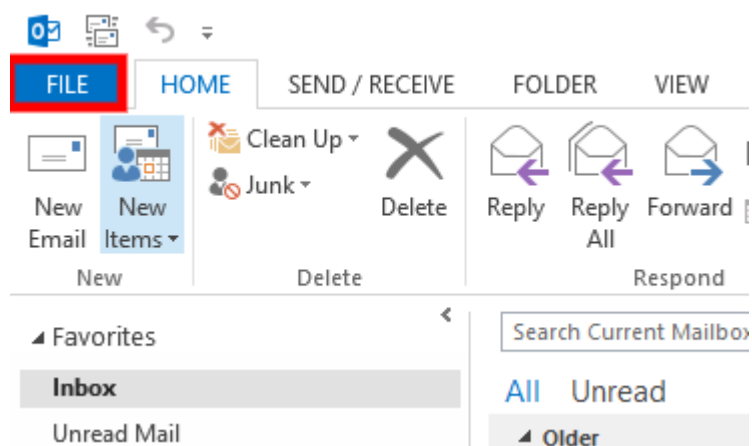 FILE HOME SEND / RECEIVE FOLDER VIEW
Clean Up
Junk
New Email
New Items
Delete
Reply
Reply All
Forward
New
Delete
Respond
Favorites
Search Current Mailbox
Inbox
All Unread
Unread Mail
Older